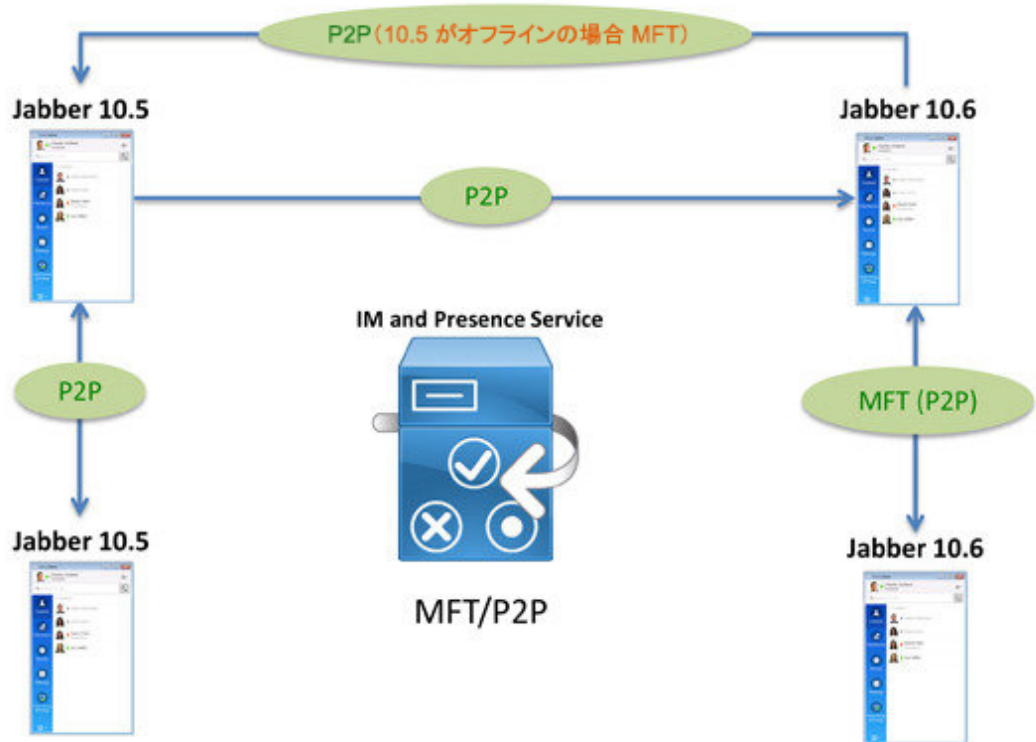 P2P (10.5 がオフラインの場合 MFT)
Jabber 10.5
Jabber 10.6
P2P
IM and Presence Service
P2P
MFT (P2P)
Jabber 10.5
Jabber 10.6
MFT/P2P